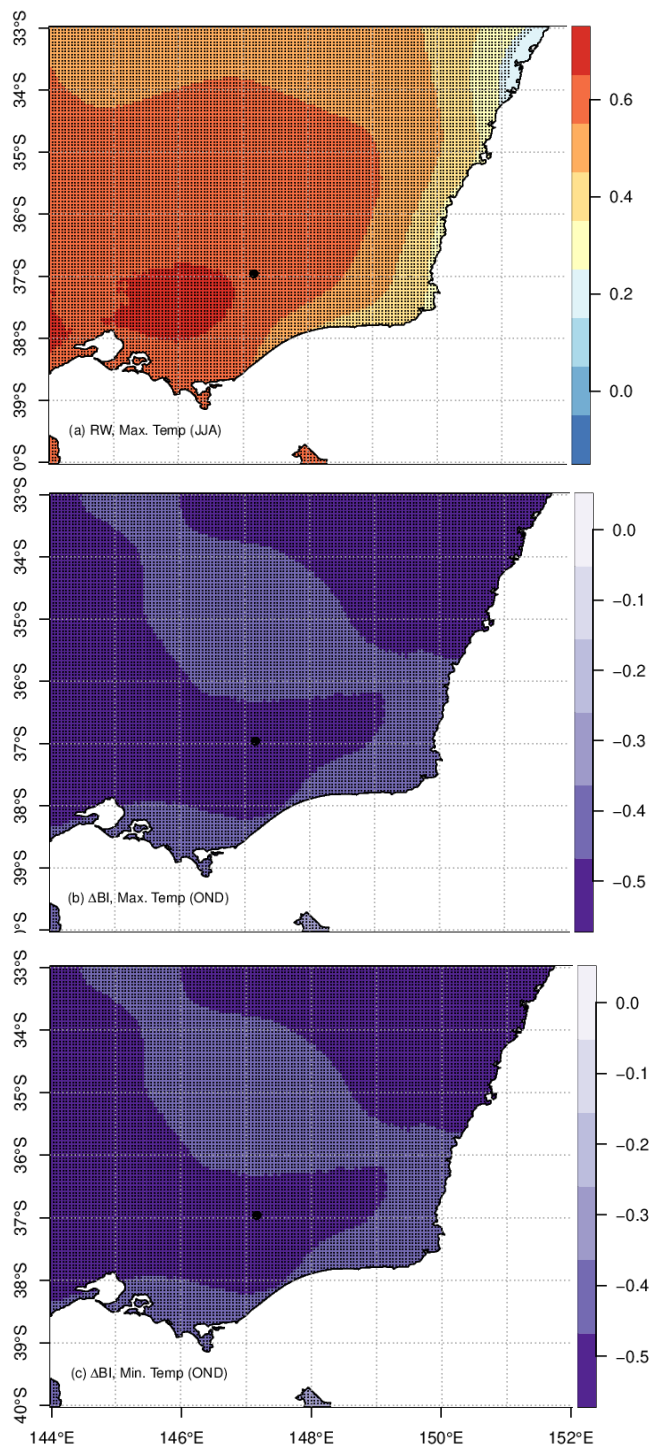 33°S
34°S
35°S
36°S
37°S
38°S
39°S
0°S
0.6
0.4
0.2
0.0
(a) RW, Max. Temp (JJA)
33°S
34°S
35°S
36°S
37°S
38°S
39°S
0.0
−0.1
−0.2
−0.3
−0.4
−0.5
(b) ΔBI, Max. Temp (OND)
33°S
34°S
35°S
36°S
37°S
38°S
39°S
40°S
0.0
−0.1
−0.2
−0.3
−0.4
−0.5
(c) ΔBI, Min. Temp (OND)
144°E 146°E 148°E 150°E 152°E